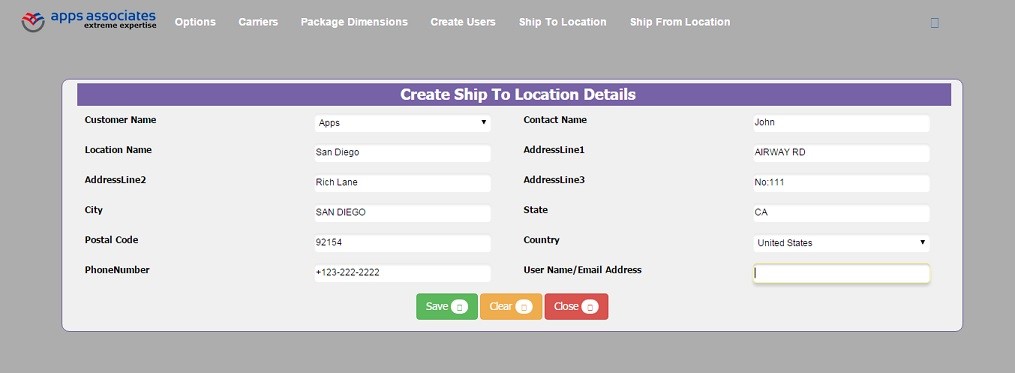 apps associates
extreme expertise
Options Carriers Package Dimensions Create Users Ship To Location Ship From Location
Create Ship To Location Details
Customer Name Apps Contact Name John
Location Name San Diego AddressLine1 AIRWAY RD
AddressLine2 Rich Lane AddressLine3 No:111
City SAN DIEGO State CA
Postal Code 92154 Country United States
PhoneNumber +123-222-2222 User Name/Email Address
Save Clear Close